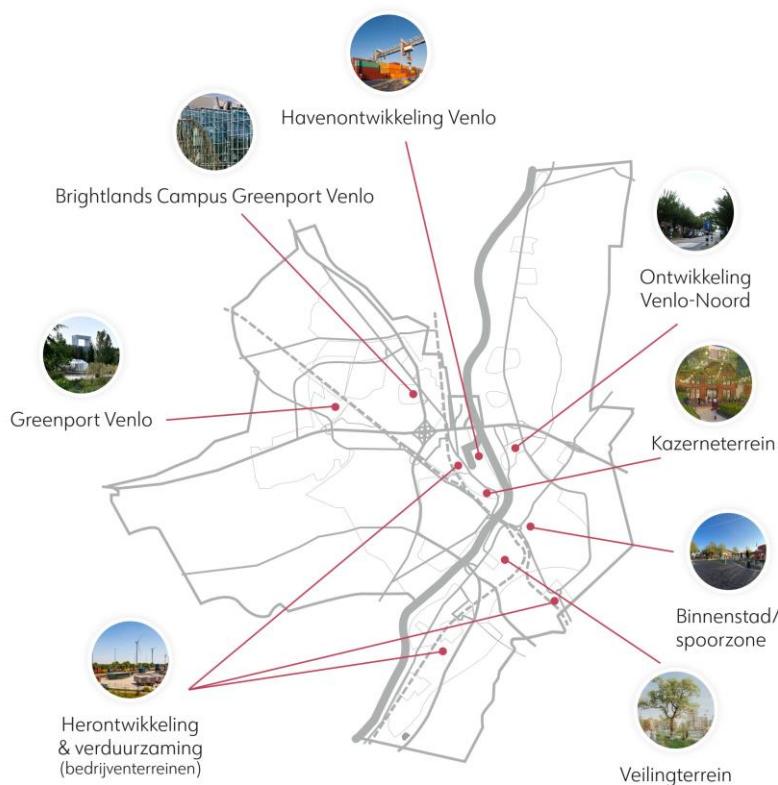 Havenontwikkeling Venlo
Brightlands Campus Greenport Venlo
Ontwikkeling
Venlo-Noord
Greenport Venlo
Kazerneterrein
Binnenstad/
spoorzone
Herontwikkeling
& verduurzaming
(bedrijventerreinen)
Veilingterrein